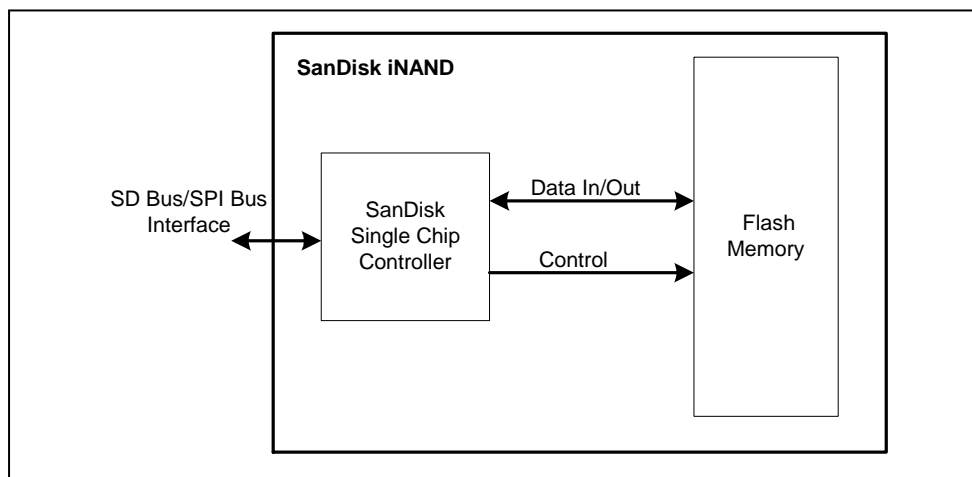 SanDisk iNAND
SD Bus/SPI Bus
Interface
SanDisk
Single Chip
Controller
Data In/Out
Control
Flash
Memory